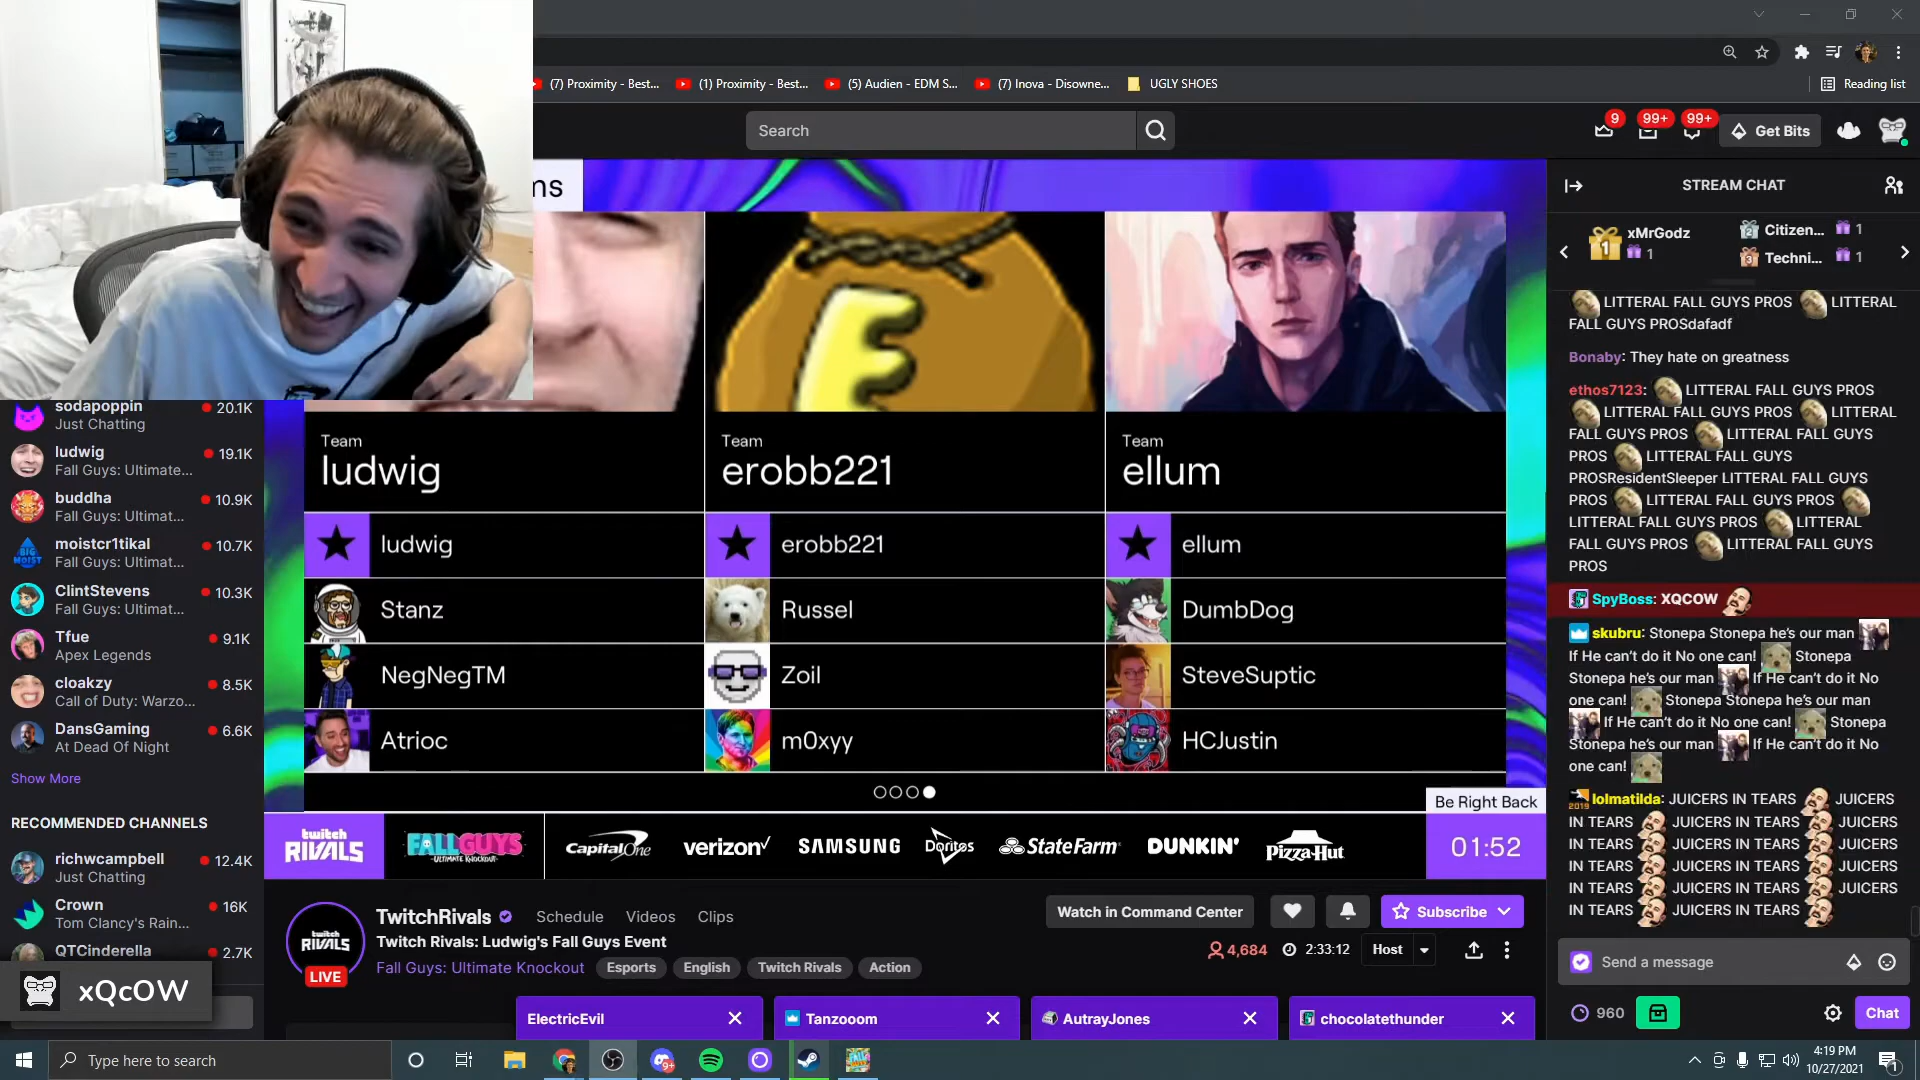 (7) Proximity - Best...
(1) Proximity - Best...
(5) Audien - EDM S...
(7) Inova - Disowne...
UGLY SHOES
Reading list
Search
9
99+
99+
Get Bits
ns
STREAM CHAT
1
xMrGodz
1
2 Citizen...
1
3 Techni...
1
LITTERAL FALL GUYS PROS LITTERAL
FALL GUYS PROSdafadf
Bonaby: They hate on greatness
ethos7123: LITTERAL FALL GUYS PROS
LITTERAL FALL GUYS PROS LITTERAL
FALL GUYS PROS LITTERAL FALL GUYS
PROS LITTERAL FALL GUYS
PROSResidentSleeper LITTERAL FALL GUYS
PROS LITTERAL FALL GUYS PROS
LITTERAL FALL GUYS PROS LITTERAL
FALL GUYS PROS LITTERAL FALL GUYS
PROS
SpyBoss: XQCOW
skubru: Stonepa Stonepa he's our man
If He can't do it No one can! Stonepa
Stonepa he's our man If He can't do it No
one can! Stonepa Stonepa he's our man
If He can't do it No one can! Stonepa
Stonepa he's our man If He can't do it No
one can!
2019 lolmatilda: JUICERS IN TEARS JUICERS
IN TEARS JUICERS IN TEARS JUICERS
IN TEARS JUICERS IN TEARS JUICERS
IN TEARS JUICERS IN TEARS JUICERS
IN TEARS JUICERS IN TEARS JUICERS
IN TEARS JUICERS IN TEARS
Send a message
960
Chat
sodapoppin
20.1K
Just Chatting
ludwig
19.1K
Fall Guys: Ultimate...
buddha
10.9K
Fall Guys: Ultimat...
BIG MOIST
moistcr1tikal
10.7K
Fall Guys: Ultimat...
ClintStevens
10.3K
Fall Guys: Ultimat...
Tfue
9.1K
Apex Legends
cloakzy
8.5K
Call of Duty: Warzo...
DansGaming
6.6K
At Dead Of Night
Show More
RECOMMENDED CHANNELS
richwcampbell
12.4K
Just Chatting
Crown
16K
Tom Clancy's Rain...
QTCinderella
2.7K
xQcOW
Team
ludwig
ludwig
Stanz
NegNegTM
Atrioc
Team
erobb221
erobb221
Russel
Zoil
m0xyy
Team
ellum
ellum
DumbDog
SteveSuptic
HCJustin
Be Right Back
twitch
RIVALS
FALL GUYS
ULTIMATE KNOCKOUT
Capital One
verizon
SAMSUNG
Doritos
State Farm
DUNKIN'
Pizza Hut
01:52
twitch
RIVALS
LIVE
TwitchRivals
Schedule
Videos
Clips
Twitch Rivals: Ludwig's Fall Guys Event
Fall Guys: Ultimate Knockout
Esports
English
Twitch Rivals
Action
Watch in Command Center
Subscribe
4,684
2:33:12
Host
ElectricEvil
Tanzooom
AutrayJones
chocolatethunder
Type here to search
9+
4:19 PM
10/27/2021
1